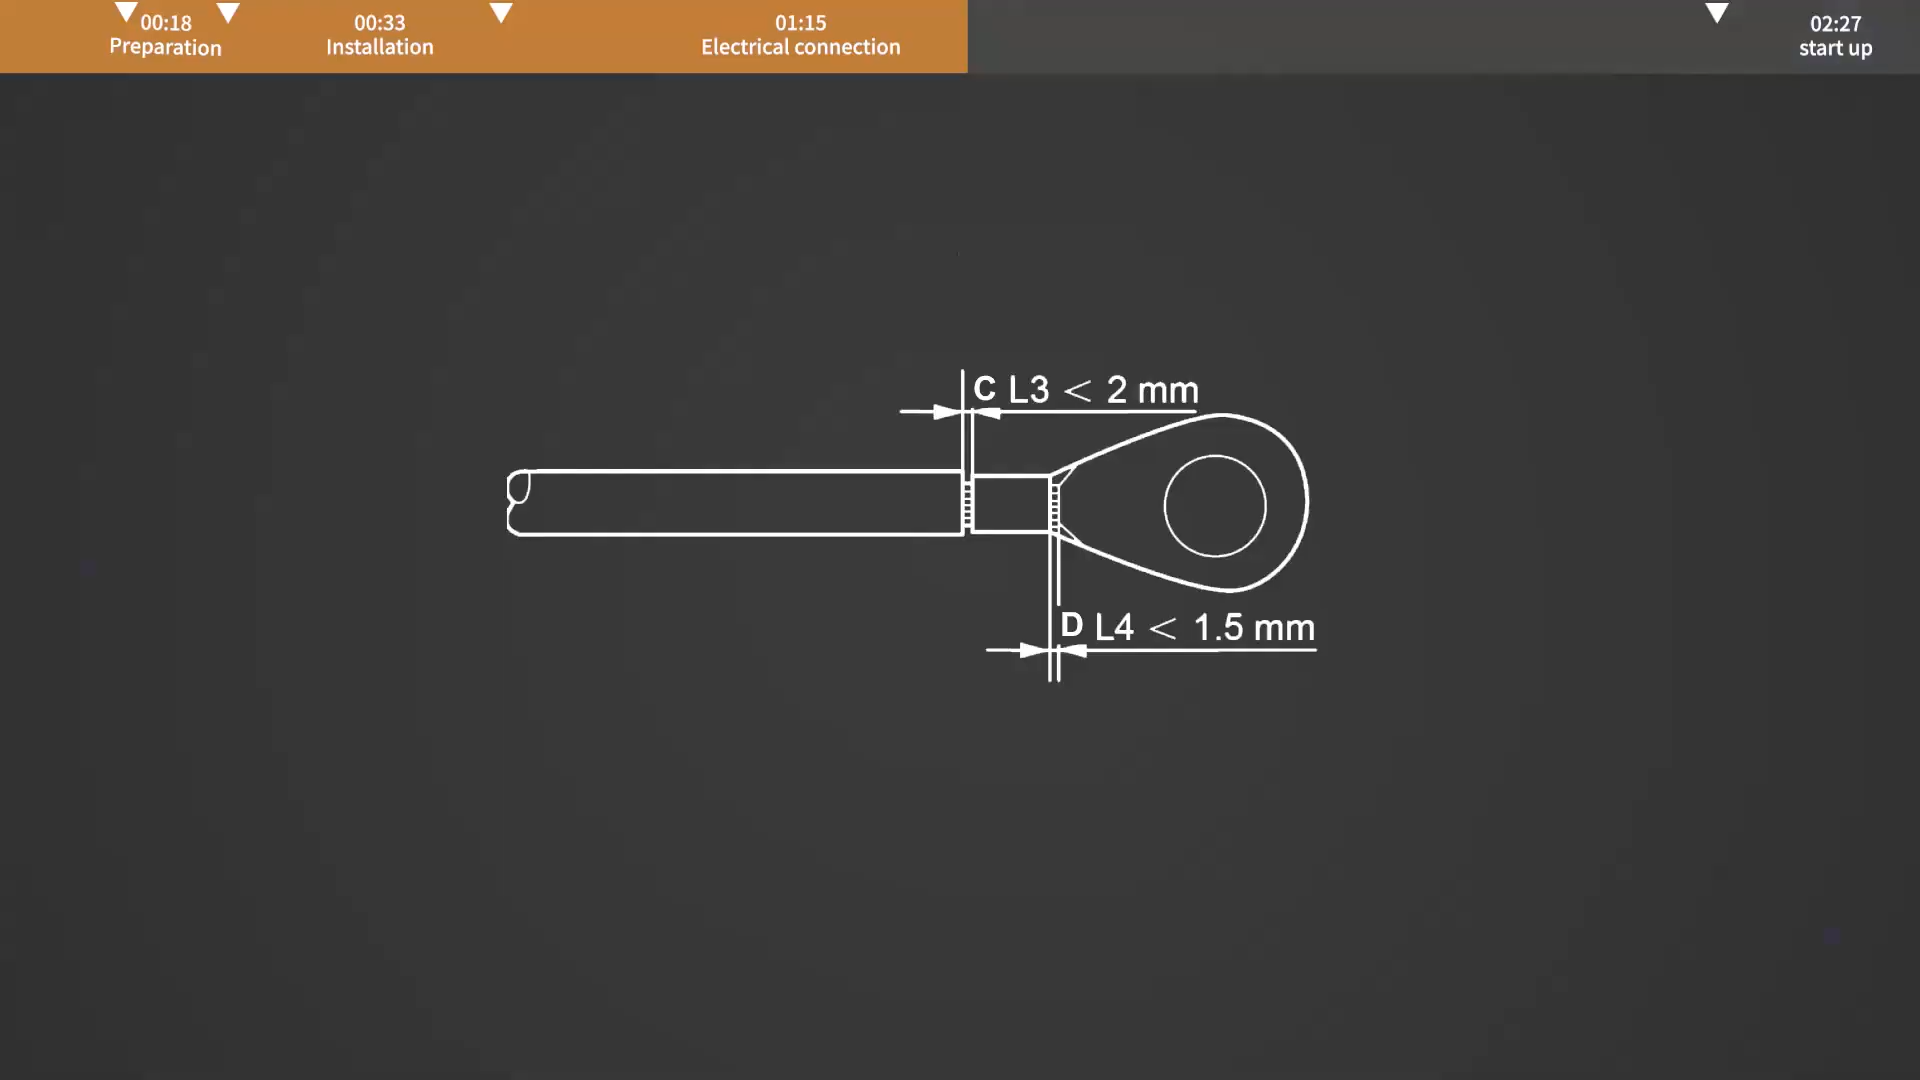 00:18
Preparation
00:33
Installation
01:15
Electrical connection
02:27
start up
C L3 < 2 mm
D L4 < 1.5 mm